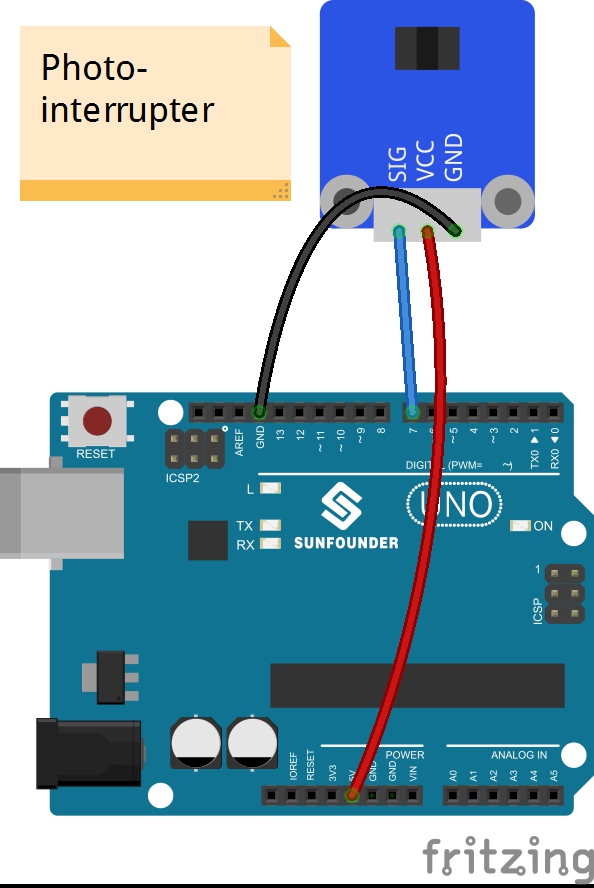 Photo-
interrupter
SIG
VCC
GND
RESET
ICSP2
AREF
GND
13
12
~11
~10
~9
8
7
~5
4
~3
2
TX0 ▶ 1
RX0 ◀ 0
DIGITAL (PWM= ~)
L
TX
RX
SUNFOUNDER
UNO
ON
1
ICSP
POWER
ANALOG IN
IOREF
RESET
3V3
5V
GND
GND
VIN
A0
A1
A2
A3
A4
A5
fritzing